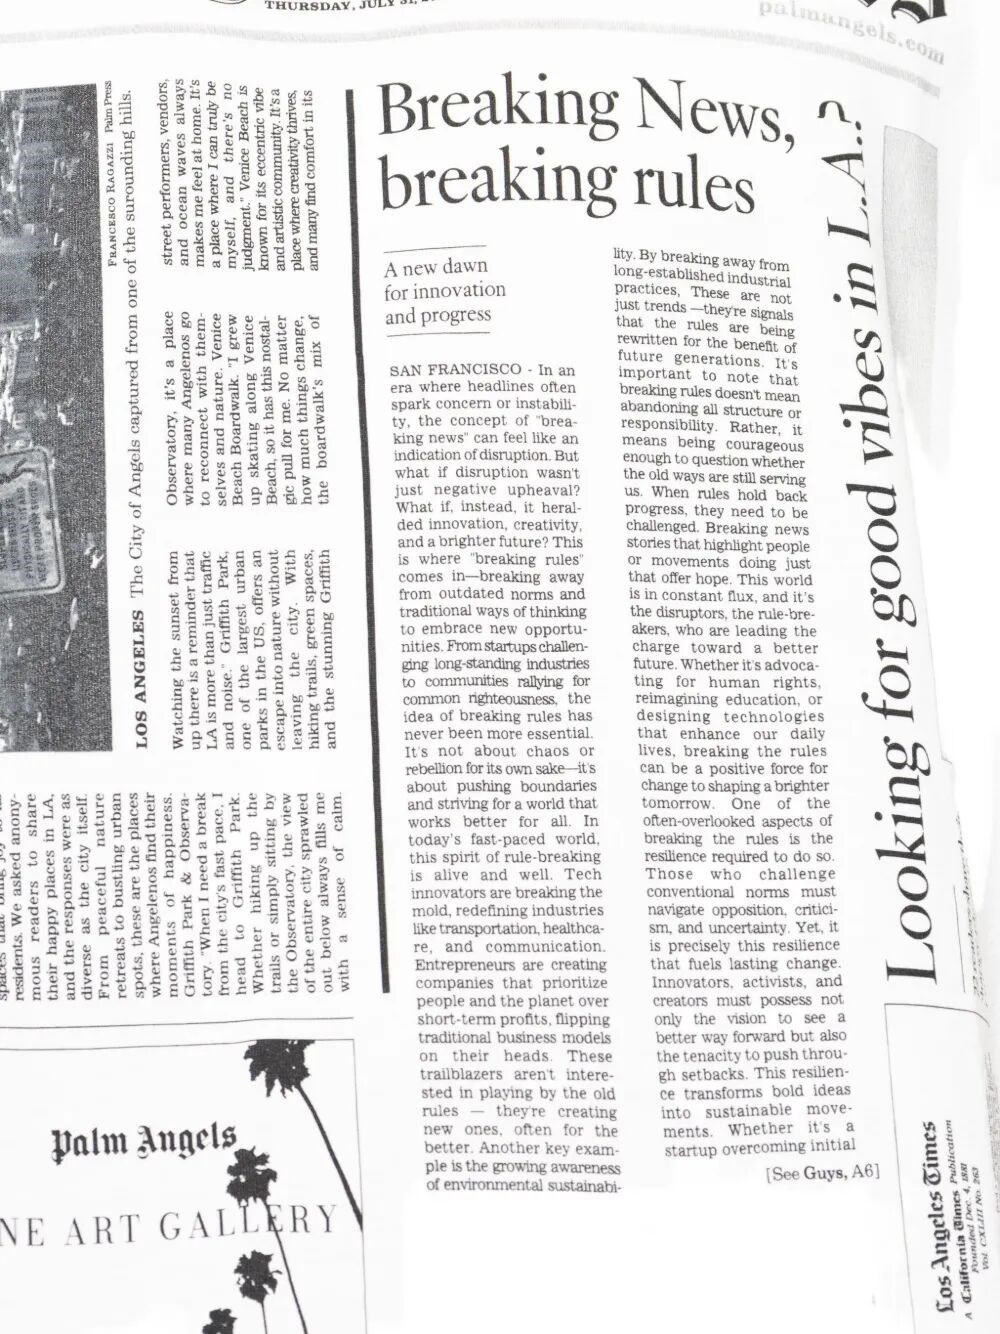 THURSDAY, JULY 31,
palmangels.com
Breaking News,
breaking rules
A new dawn
for innovation
and progress
SAN FRANCISCO - In an
era where headlines often
spark concern or instabili-
ty, the concept of "brea-
king news" can feel like an
indication of disruption. But
what if disruption wasn't
just negative upheaval?
What if, instead, it heral-
ded innovation, creativity,
and a brighter future? This
is where "breaking rules"
comes in—breaking away
from outdated norms and
traditional ways of thinking
to embrace new opportu-
nities. From startups challen-
ging long-standing industries
to communities rallying for
common righteousness, the
idea of breaking rules has
never been more essential.
It's not about chaos or
rebellion for its own sake—it's
about pushing boundaries
and striving for a world that
works better for all. In
today's fast-paced world,
this spirit of rule-breaking
is alive and well. Tech
innovators are breaking the
mold, redefining industries
like transportation, healthca-
re, and communication.
Entrepreneurs are creating
companies that prioritize
people and the planet over
short-term profits, flipping
traditional business models
on their heads. These
trailblazers aren't intere-
sted in playing by the old
rules — they're creating
new ones, often for the
better. Another key exam-
ple is the growing awareness
of environmental sustainabi-
lity. By breaking away from
long-established industrial
practices, These are not
just trends —they're signals
that the rules are being
rewritten for the benefit of
future generations. It's
important to note that
breaking rules doesn't mean
abandoning all structure or
responsibility. Rather, it
means being courageous
enough to question whether
the old ways are still serving
us. When rules hold back
progress, they need to be
challenged. Breaking news
stories that highlight people
or movements doing just
that offer hope. This world
is in constant flux, and it's
the disruptors, the rule-bre-
akers, who are leading the
charge toward a better
future. Whether it's advoca-
ting for human rights,
reimagining education, or
designing technologies
that enhance our daily
lives, breaking the rules
can be a positive force for
change to shaping a brighter
tomorrow. One of the
often-overlooked aspects of
breaking the rules is the
resilience required to do so.
Those who challenge
conventional norms must
navigate opposition, critici-
sm, and uncertainty. Yet, it
is precisely this resilience
that fuels lasting change.
Innovators, activists, and
creators must possess not
only the vision to see a
better way forward but also
the tenacity to push throu-
gh setbacks. This resilien-
ce transforms bold ideas
into sustainable move-
ments. Whether it's a
startup overcoming initial
[See Guys, A6]
FRANCESCO RAGAZZI Palm Press
LOS ANGELES The City of Angels captured from one of the surounding hills.
residents. We asked anony-
mous readers to share
their happy places in LA,
and the responses were as
diverse as the city itself.
From peaceful nature
retreats to bustling urban
spots, these are the places
where Angelenos find their
moments of happiness.
Griffith Park & Observa-
tory. "When I need a break
from the city's fast pace, I
head to Griffith Park.
Whether hiking up the
trails or simply sitting by
the Observatory, the view
of the entire city sprawled
out below always fills me
with a sense of calm.
Watching the sunset from
up there is a reminder that
LA is more than just traffic
and noise." Griffith Park,
one of the largest urban
parks in the US, offers an
escape into nature without
leaving the city. With
hiking trails, green spaces,
and the stunning Griffith
Observatory, it's a place
where many Angelenos go
to reconnect with them-
selves and nature. Venice
Beach Boardwalk. "I grew
up skating along Venice
Beach, so it has this nostal-
gic pull for me. No matter
how much things change,
the boardwalk's mix of
street performers, vendors,
and ocean waves always
makes me feel at home. It's
a place where I can truly be
myself, and there's no
judgment." Venice Beach is
known for its eccentric vibe
and artistic community. It's a
place where creativity thrives,
and many find comfort in its
Looking for good vibes in L.A.?
Palm Angels
NE ART GALLERY
Los Angeles Times
A California Times Publication
Founded Dec. 4, 1881
Vol. CXLIII No. 263